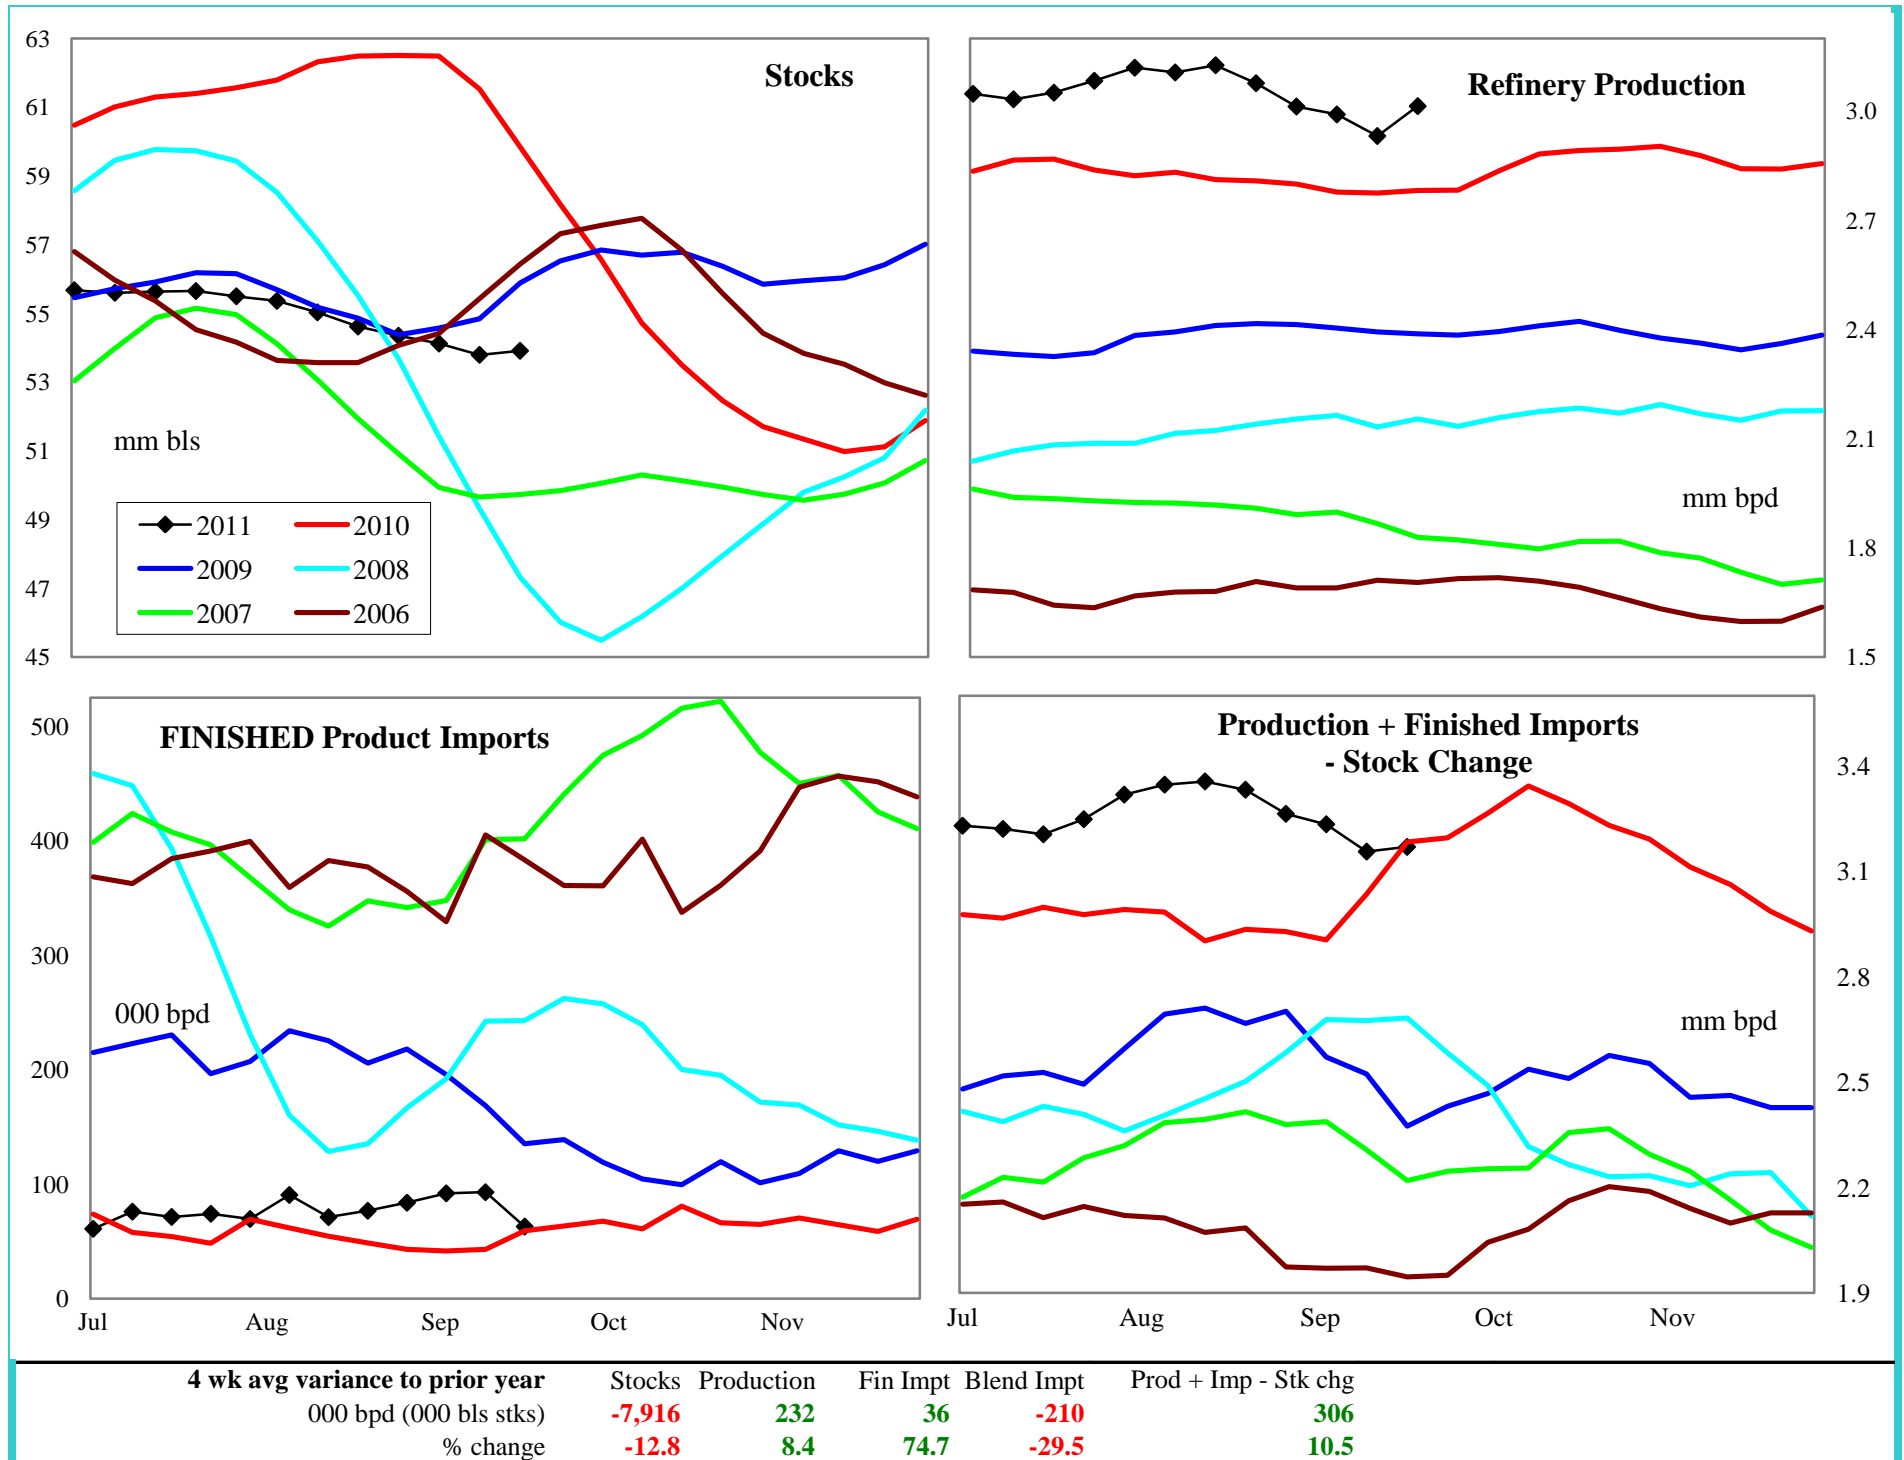 Stocks
63
61
59
57
55
53
51
49
47
45
mm bls
2011 2010
2009 2008
2007 2006
Refinery Production
3.0
2.7
2.4
2.1
1.8
1.5
mm bpd
FINISHED Product Imports
500
400
300
200
100
0
000 bpd
Jul Aug Sep Oct Nov
Production + Finished Imports
- Stock Change
3.4
3.1
2.8
2.5
2.2
1.9
mm bpd
Jul Aug Sep Oct Nov
4 wk avg variance to prior year Stocks Production Fin Impt Blend Impt Prod + Imp - Stk chg
000 bpd (000 bls stks) -7,916 232 36 -210 306
% change -12.8 8.4 74.7 -29.5 10.5